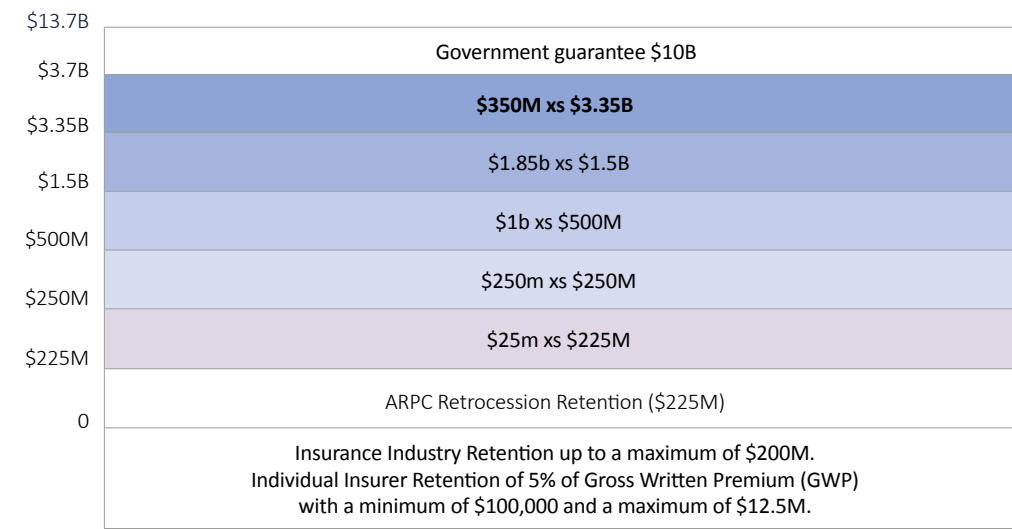 $13.7B
Government guarantee $10B
$3.7B
$350M xs $3.35B
$3.35B
$1.85b xs $1.5B
$1.5B
$1b xs $500M
$500M
$250m xs $250M
$250M
$25m xs $225M
$225M
ARPC Retrocession Retention ($225M)
0
Insurance Industry Retention up to a maximum of $200M.
Individual Insurer Retention of 5% of Gross Written Premium (GWP)
with a minimum of $100,000 and a maximum of $12.5M.